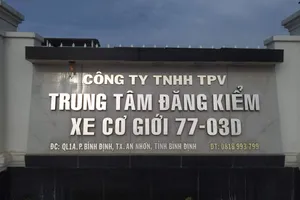 CÔNG TY TNHH TPV
TRUNG TÂM ĐĂNG KIỂM
XE CƠ GIỚI 77-03D
ĐC: QL1A. P. BÌNH ĐỊNH, TX. AN NHƠN, TỈNH BÌNH ĐỊNH ĐT: